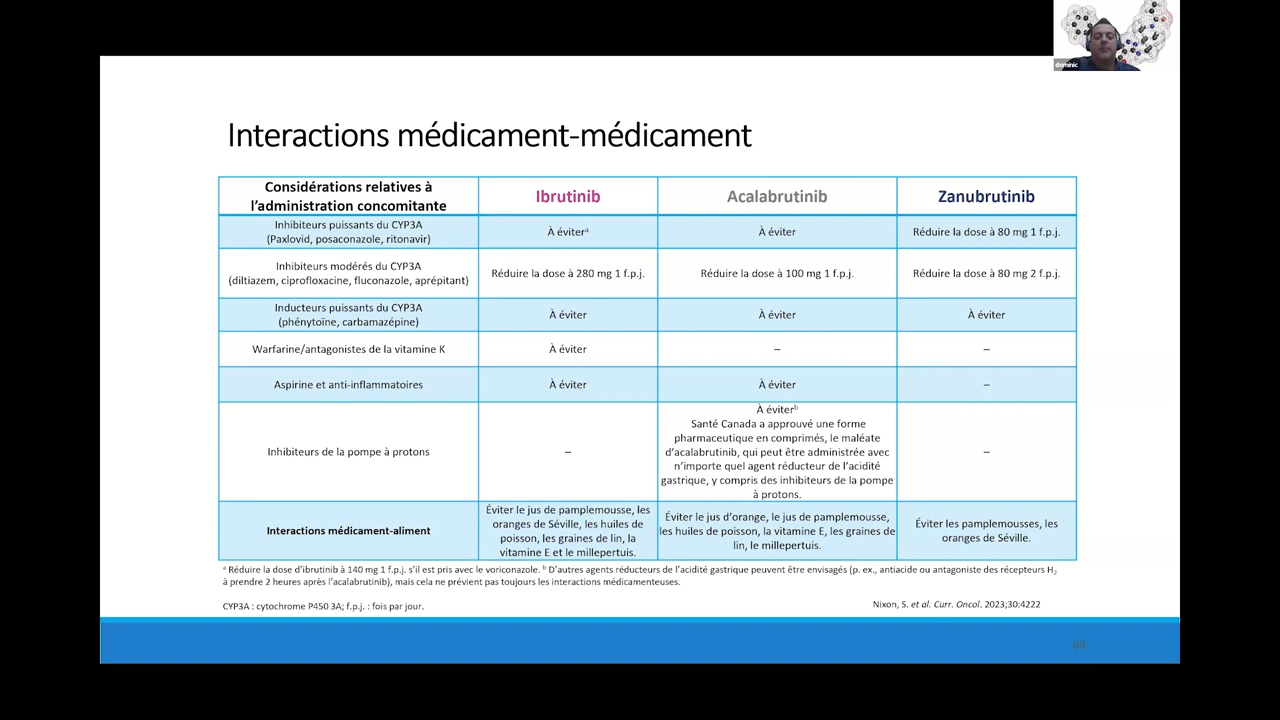 dominic
Interactions médicament-médicament
Considérations relatives à
l’administration concomitante
Ibrutinib
Acalabrutinib
Zanubrutinib
Inhibiteurs puissants du CYP3A
(Paxlovid, posaconazole, ritonavir)
À éviterᵃ
À éviter
Réduire la dose à 80 mg 1 f.p.j.
Inhibiteurs modérés du CYP3A
(diltiazem, ciprofloxacine, fluconazole, aprépitant)
Réduire la dose à 280 mg 1 f.p.j.
Réduire la dose à 100 mg 1 f.p.j.
Réduire la dose à 80 mg 2 f.p.j.
Inducteurs puissants du CYP3A
(phénytoïne, carbamazépine)
À éviter
À éviter
À éviter
Warfarine/antagonistes de la vitamine K
À éviter
–
–
Aspirine et anti-inflammatoires
À éviter
À éviter
–
Inhibiteurs de la pompe à protons
–
À éviterᵇ
Santé Canada a approuvé une forme
pharmaceutique en comprimés, le maléate
d’acalabrutinib, qui peut être administrée avec
n’importe quel agent réducteur de l’acidité
gastrique, y compris des inhibiteurs de la pompe
à protons.
–
Interactions médicament-aliment
Éviter le jus de pamplemousse, les
oranges de Séville, les huiles de
poisson, les graines de lin, la
vitamine E et le millepertuis.
Éviter le jus d’orange, le jus de pamplemousse,
les huiles de poisson, la vitamine E, les graines de
lin, le millepertuis.
Éviter les pamplemousses, les
oranges de Séville.
ᵃ Réduire la dose d’ibrutinib à 140 mg 1 f.p.j. s’il est pris avec le voriconazole. ᵇ D’autres agents réducteurs de l’acidité gastrique peuvent être envisagés (p. ex., antiacide ou antagoniste des récepteurs H₂
à prendre 2 heures après l’acalabrutinib), mais cela ne prévient pas toujours les interactions médicamenteuses.
CYP3A : cytochrome P450 3A; f.p.j. : fois par jour.
Nixon, S. et al. Curr. Oncol. 2023;30:4222
69